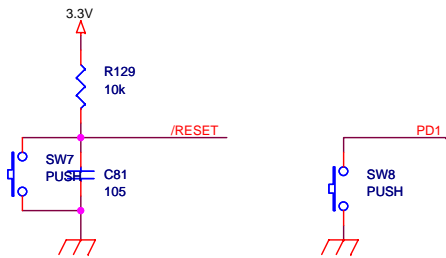 3.3V
R129
10k
/RESET
PD1
SW7
PUSH
C81
105
SW8
PUSH